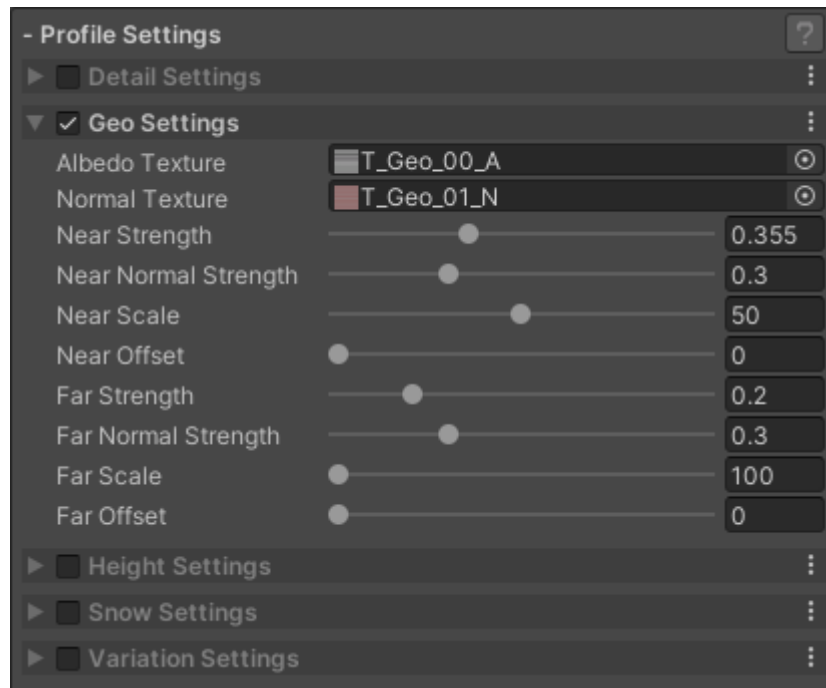 - Profile Settings ?
Detail Settings
Geo Settings
Albedo Texture T_Geo_00_A
Normal Texture T_Geo_01_N
Near Strength 0.355
Near Normal Strength 0.3
Near Scale 50
Near Offset 0
Far Strength 0.2
Far Normal Strength 0.3
Far Scale 100
Far Offset 0
Height Settings
Snow Settings
Variation Settings